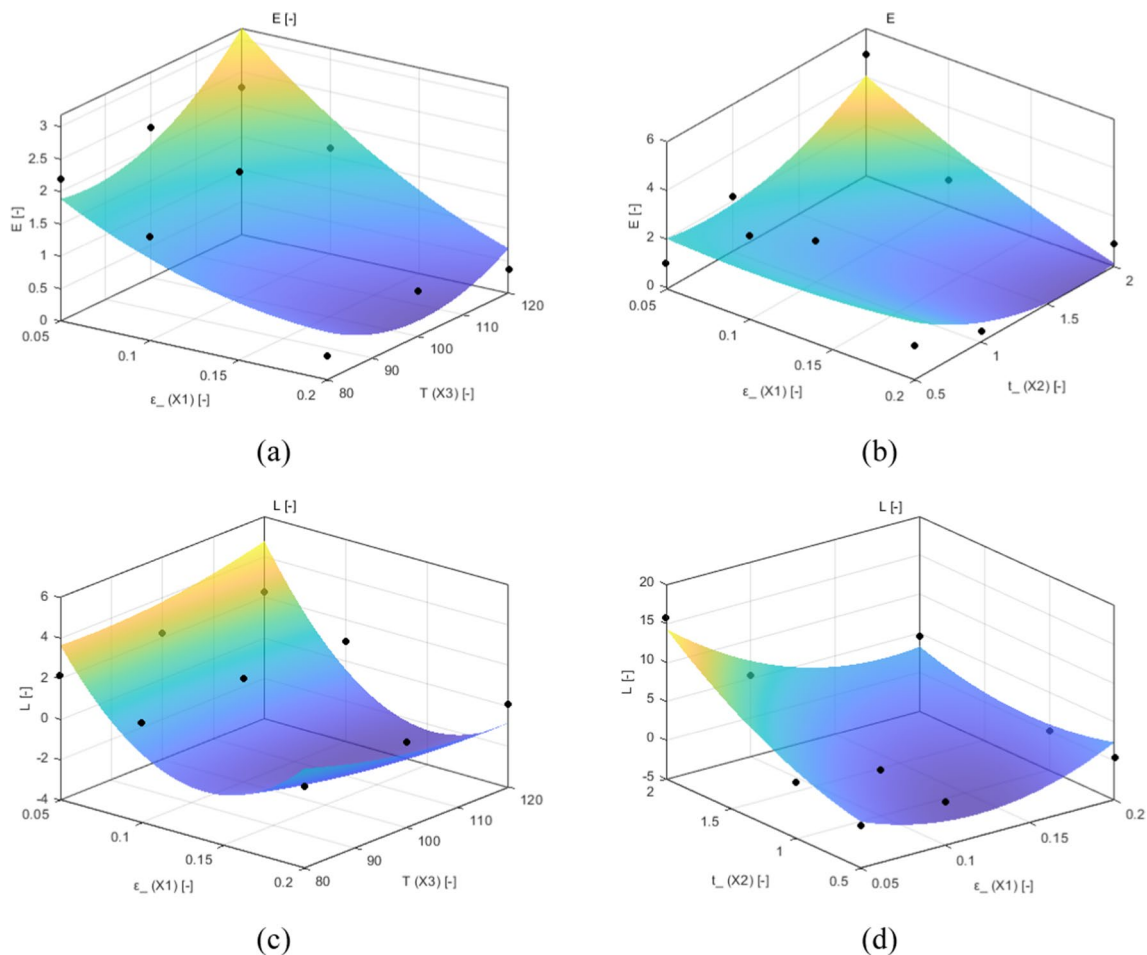 E [-]
3
2.5
2
1.5
1
0.5
0
E [-]
0.05
0.1
0.15
0.2
ε_ (X1) [-]
80
90
100
110
120
T (X3) [-]
(a)
E
6
4
2
0
E [-]
0.05
0.1
0.15
0.2
ε_ (X1) [-]
0.5
1
1.5
2
t_ (X2) [-]
(b)
L [-]
6
4
2
0
-2
-4
L [-]
0.05
0.1
0.15
0.2
ε_ (X1) [-]
80
90
100
110
120
T (X3) [-]
(c)
L [-]
20
15
10
5
0
-5
L [-]
2
1.5
1
0.5
t_ (X2) [-]
0.05
0.1
0.15
0.2
ε_ (X1) [-]
(d)